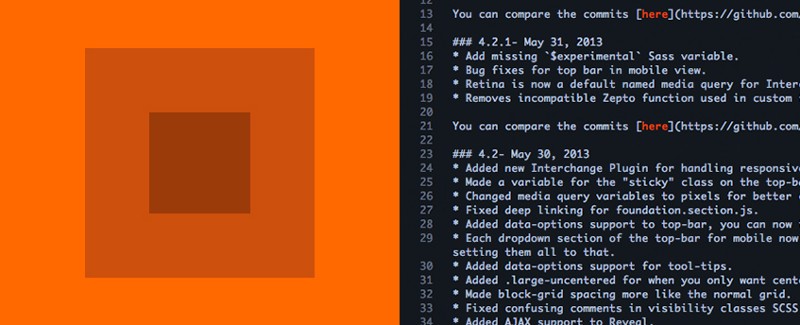 12
13 You can compare the commits [here](https://github.com
14
15 ### 4.2.1- May 31, 2013
16 * Add missing `$experimental` Sass variable.
17 * Bug fixes for top bar in mobile view.
18 * Retina is now a default named media query for
19 * Removes incompatible Zepto function used in custom
20
21 You can compare the commits [here](https://github.com
22
23 ### 4.2- May 30, 2013
24 * Added new Interchange Plugin for handling responsive
25 * Made a variable for the "sticky" class on the
26 * Changed media query variables to pixels for better
27 * Fixed deep linking for foundation.section.js.
28 * Added data-options support to top-bar, you can now
29 * Each dropdown section of the top-bar for mobile now
setting them all to that.
30 * Added data-options support for tool-tips.
31 * Added .large-uncentered for when you only want
32 * Made block-grid spacing more like the normal grid.
33 * Fixed confusing comments in visibility classes SCSS
34 * Added AJAX support to Reveal.